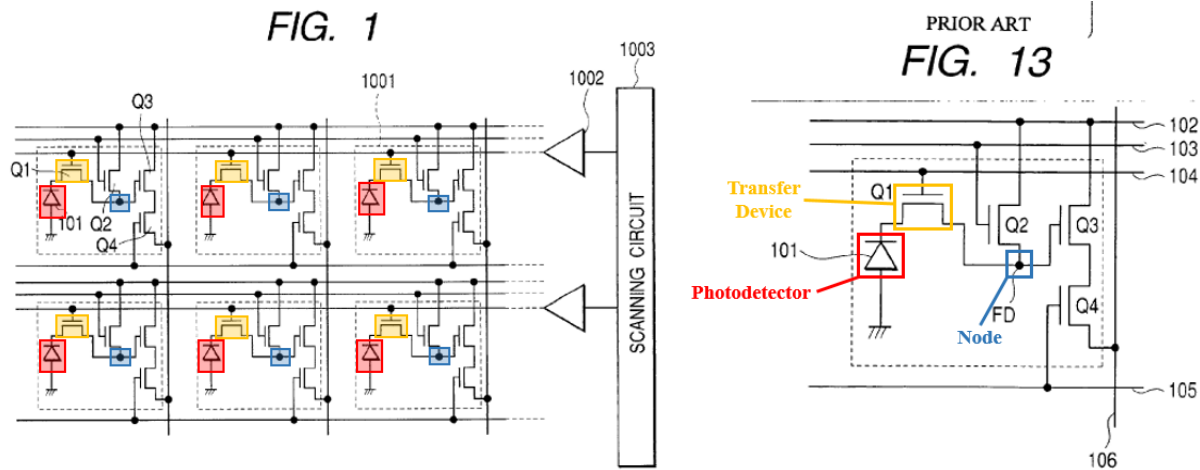 FIG. 1
1003
1002
1001
Q3
Q1
101
Q2
Q4
SCANNING CIRCUIT
PRIOR ART
FIG. 13
102
103
104
Q1
Transfer
Device
Q2
Q3
101
Photodetector
FD
Q4
Node
105
106